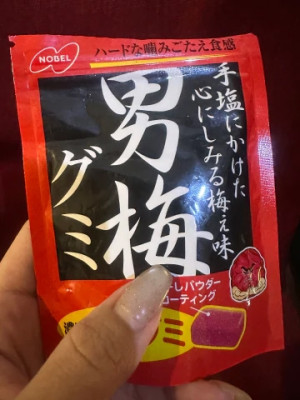 NOBEL
ハードな噛みごたえ食感
手塩にかけた
心にしみる梅ぇ味
男梅
グミ
しパウダー
ーティング
濃
ミ